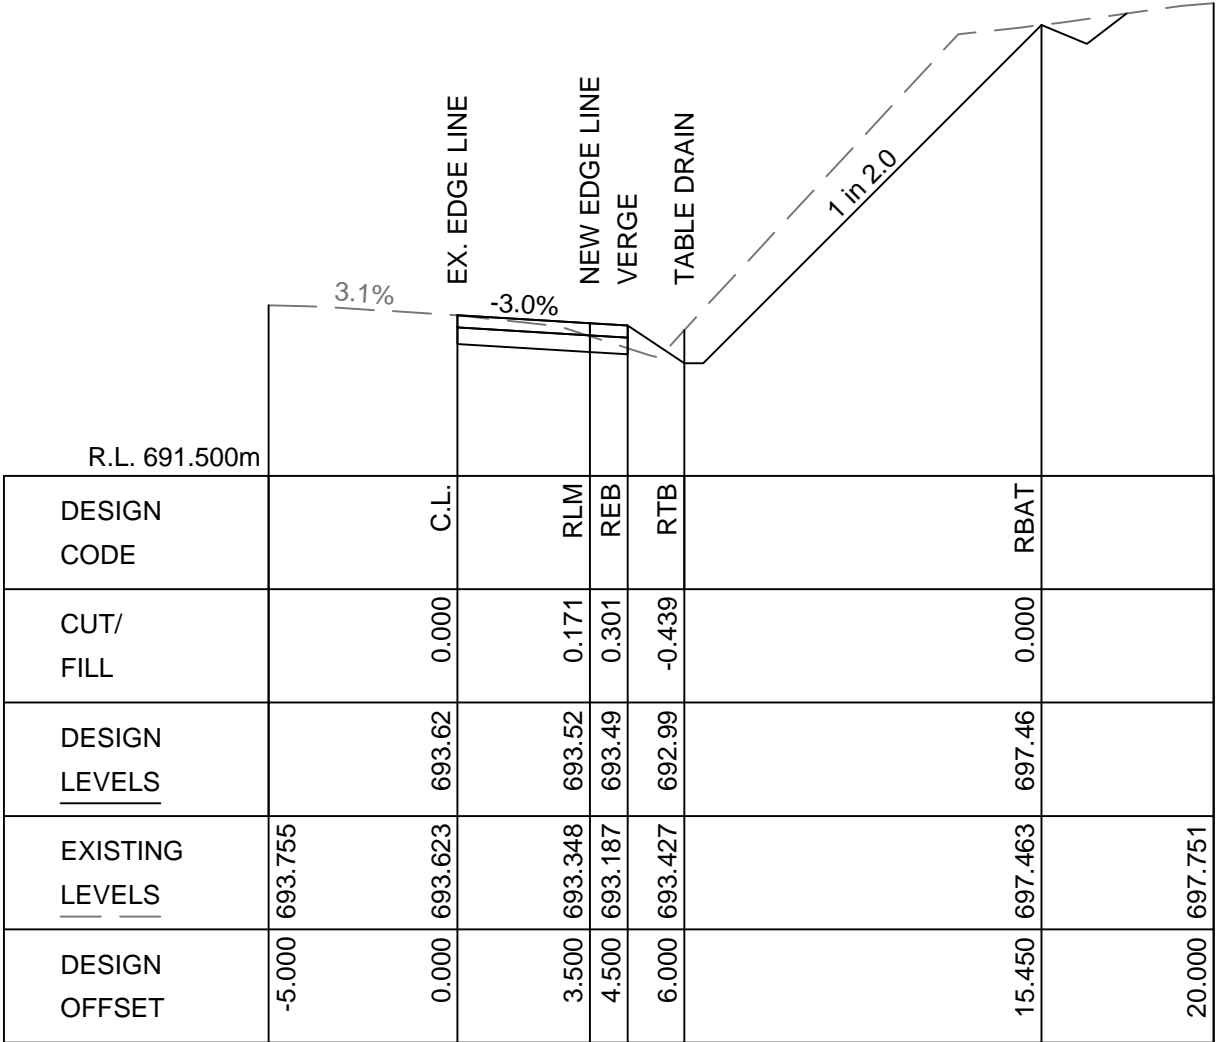 EX. EDGE LINE
NEW EDGE LINE
VERGE
TABLE DRAIN
1 in 2.0
3.1%
-3.0%
R.L. 691.500m
DESIGN
CODE
C.L.
RLM
REB
RTB
RBAT
CUT/
FILL
0.000
0.171
0.301
-0.439
0.000
DESIGN
LEVELS
693.62
693.52
693.49
692.99
697.46
EXISTING
LEVELS
693.755
693.623
693.348
693.187
693.427
697.463
697.751
DESIGN
OFFSET
-5.000
0.000
3.500
4.500
6.000
15.450
20.000